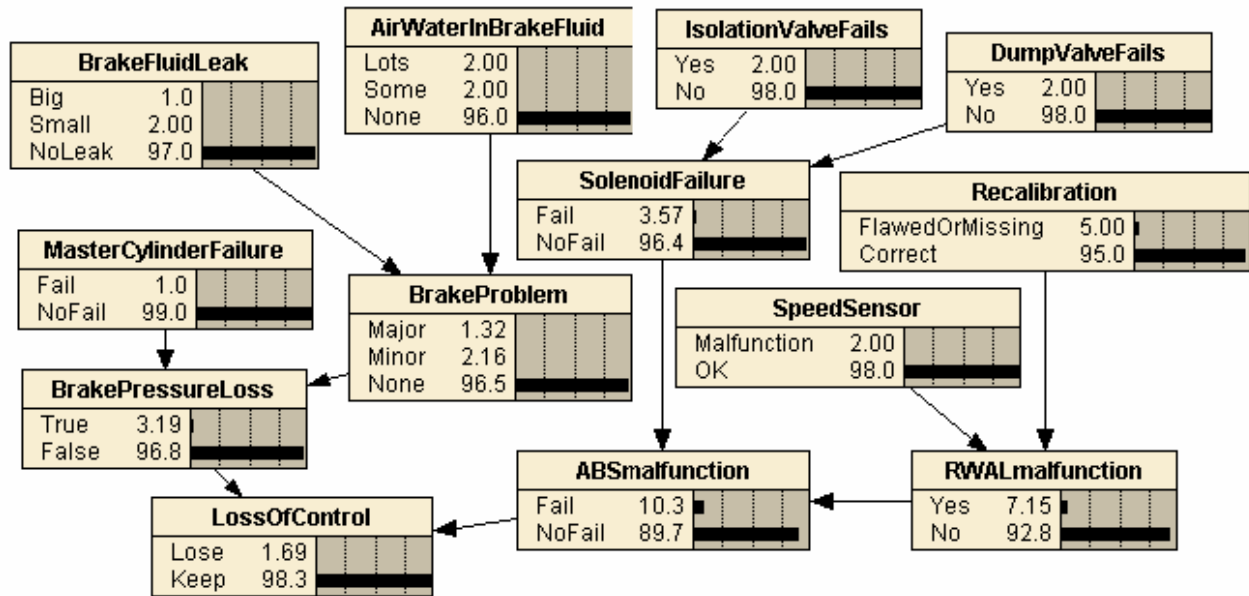 AirWaterInBrakeFluid
Lots 2.00
Some 2.00
None 96.0
IsolationValveFails
Yes 2.00
No 98.0
DumpValveFails
Yes 2.00
No 98.0
BrakeFluidLeak
Big 1.0
Small 2.00
NoLeak 97.0
SolenoidFailure
Fail 3.57
NoFail 96.4
Recalibration
FlawedOrMissing 5.00
Correct 95.0
MasterCylinderFailure
Fail 1.0
NoFail 99.0
BrakeProblem
Major 1.32
Minor 2.16
None 96.5
SpeedSensor
Malfunction 2.00
OK 98.0
BrakePressureLoss
True 3.19
False 96.8
ABSmalfunction
Fail 10.3
NoFail 89.7
RWALmalfunction
Yes 7.15
No 92.8
LossOfControl
Lose 1.69
Keep 98.3